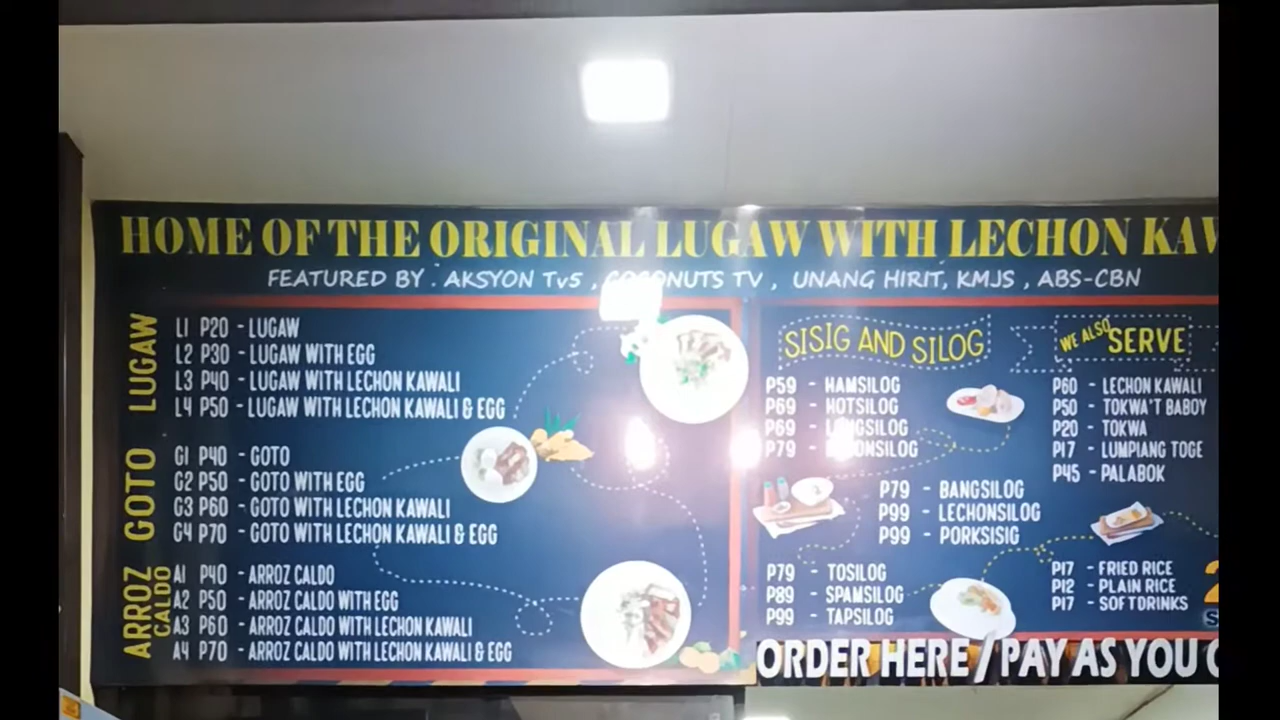 HOME OF THE ORIGINAL LUGAW WITH LECHON
FEATURED BY . AKSYON Tv5 , COCONUTS TV , UNANG HIRIT, KMJS , ABS-CBN
LUGAW
L1 P20 - LUGAW
L2 P30 - LUGAW WITH EGG
L3 P40 - LUGAW WITH LECHON KAWALI
L4 P50 - LUGAW WITH LECHON KAWALI & EGG
GOTO
G1 P40 - GOTO
G2 P50 - GOTO WITH EGG
G3 P60 - GOTO WITH LECHON KAWALI
G4 P70 - GOTO WITH LECHON KAWALI & EGG
ARROZ CALDO
A1 P40 - ARROZ CALDO
A2 P50 - ARROZ CALDO WITH EGG
A3 P60 - ARROZ CALDO WITH LECHON KAWALI
A4 P70 - ARROZ CALDO WITH LECHON KAWALI & EGG
SISIG AND SILOG
P59 - HAMSILOG
P69 - HOTSILOG
P69 - LONGSILOG
P79 -
P79 - BANGSILOG
P99 - LECHONSILOG
P99 - PORKSISIG
P79 - TOSILOG
P89 - SPAMSILOG
P99 - TAPSILOG
WE ALSO SERVE
P60 - LECHON KAWALI
P50 - TOKWA'T BABOY
P20 - TOKWA
P17 - LUMPIANG TOGE
P45 - PALABOK
P17 - FRIED RICE
P12 - PLAIN RICE
P17 - SOFTDRINKS
ORDER HERE / PAY AS YOU